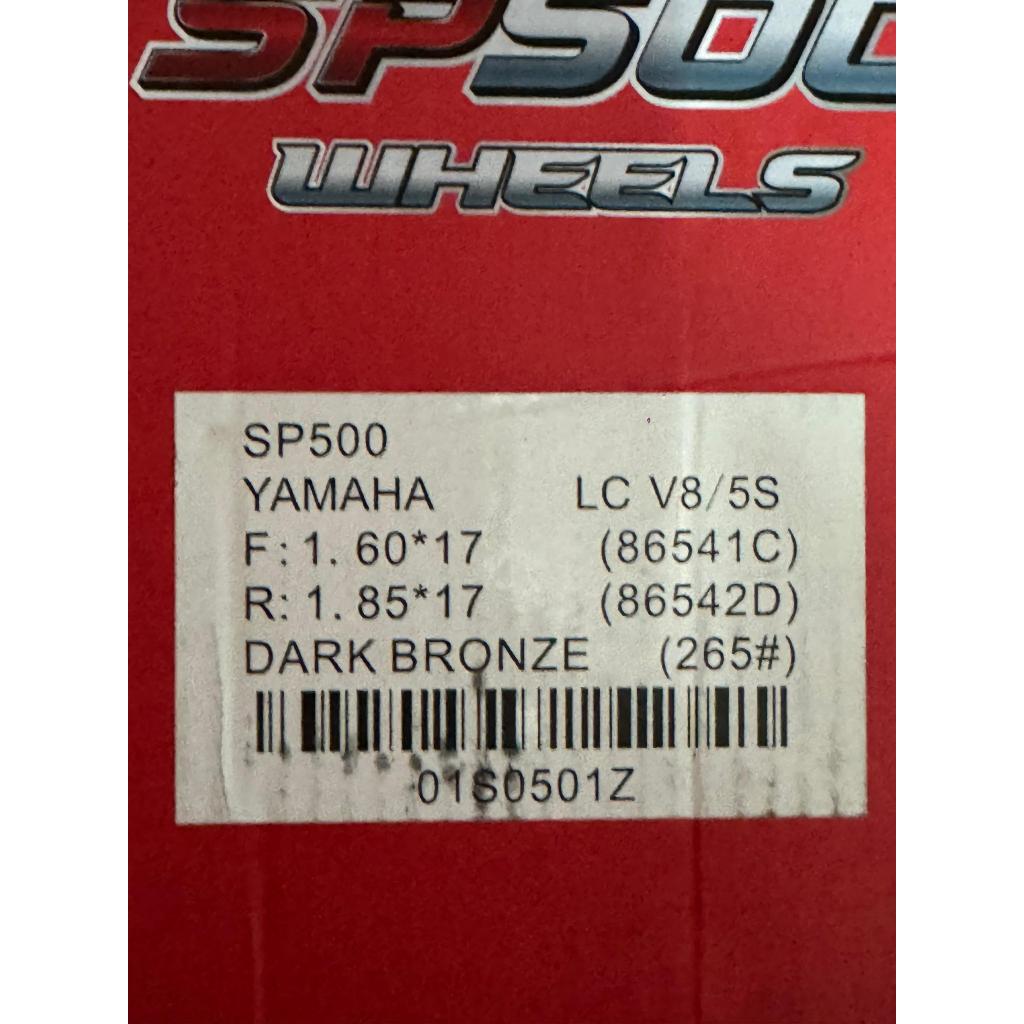 SP500
WHEELS
SP500
YAMAHA LC V8/5S
F:1.60*17 (86541C)
R:1.85*17 (86542D)
DARK BRONZE (265#)
01S0501Z